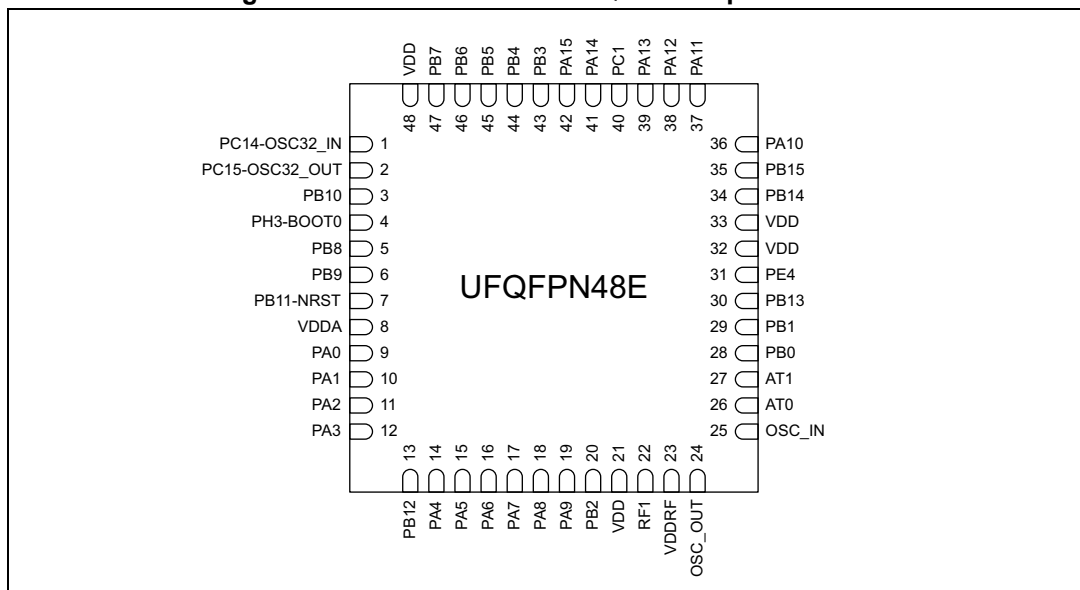 VDD PB7 PB6 PB5 PB4 PB3 PA15 PA14 PC1 PA13 PA12 PA11
48 47 46 45 44 43 42 41 40 39 38 37
PC14-OSC32_IN 1
PC15-OSC32_OUT 2
PB10 3
PH3-BOOT0 4
PB8 5
PB9 6
PB11-NRST 7
VDDA 8
PA0 9
PA1 10
PA2 11
PA3 12
UFQFPN48E
36 PA10
35 PB15
34 PB14
33 VDD
32 VDD
31 PE4
30 PB13
29 PB1
28 PB0
27 AT1
26 AT0
25 OSC_IN
13 14 15 16 17 18 19 20 21 22 23 24
PB12 PA4 PA5 PA6 PA7 PA8 PA9 PB2 VDD RF1 VDDRF OSC_OUT